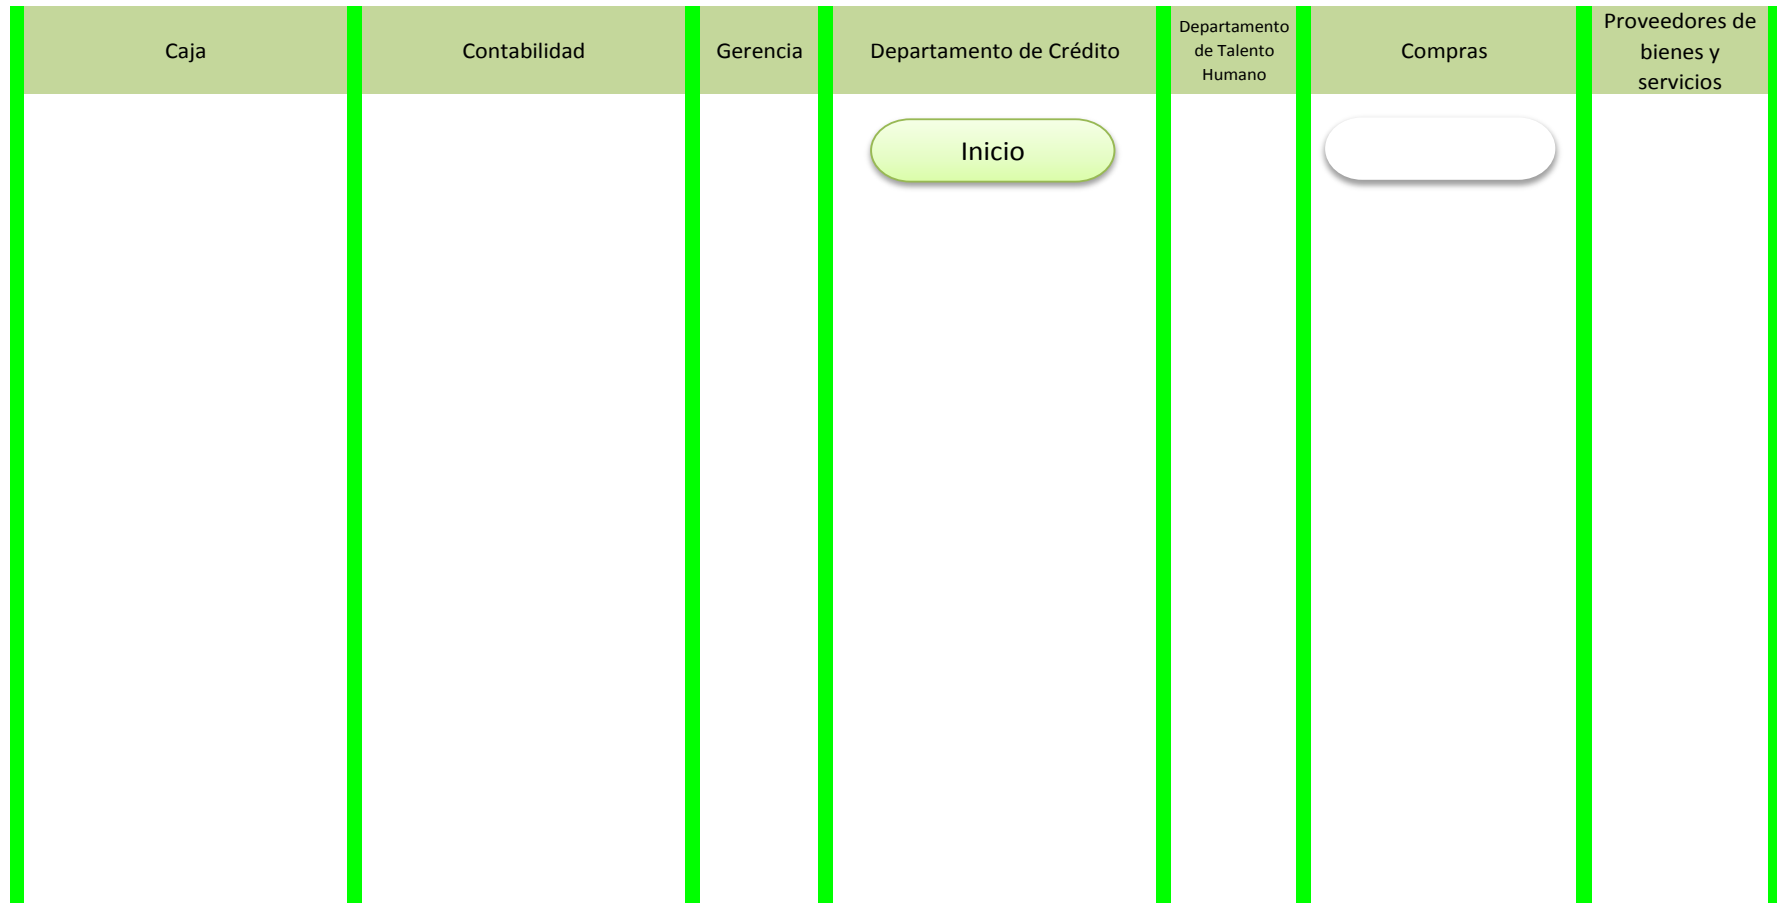 Caja
Contabilidad
Gerencia
Departamento de Crédito
Departamento
de Talento
Humano
Compras
Proveedores de
bienes y
servicios
Inicio